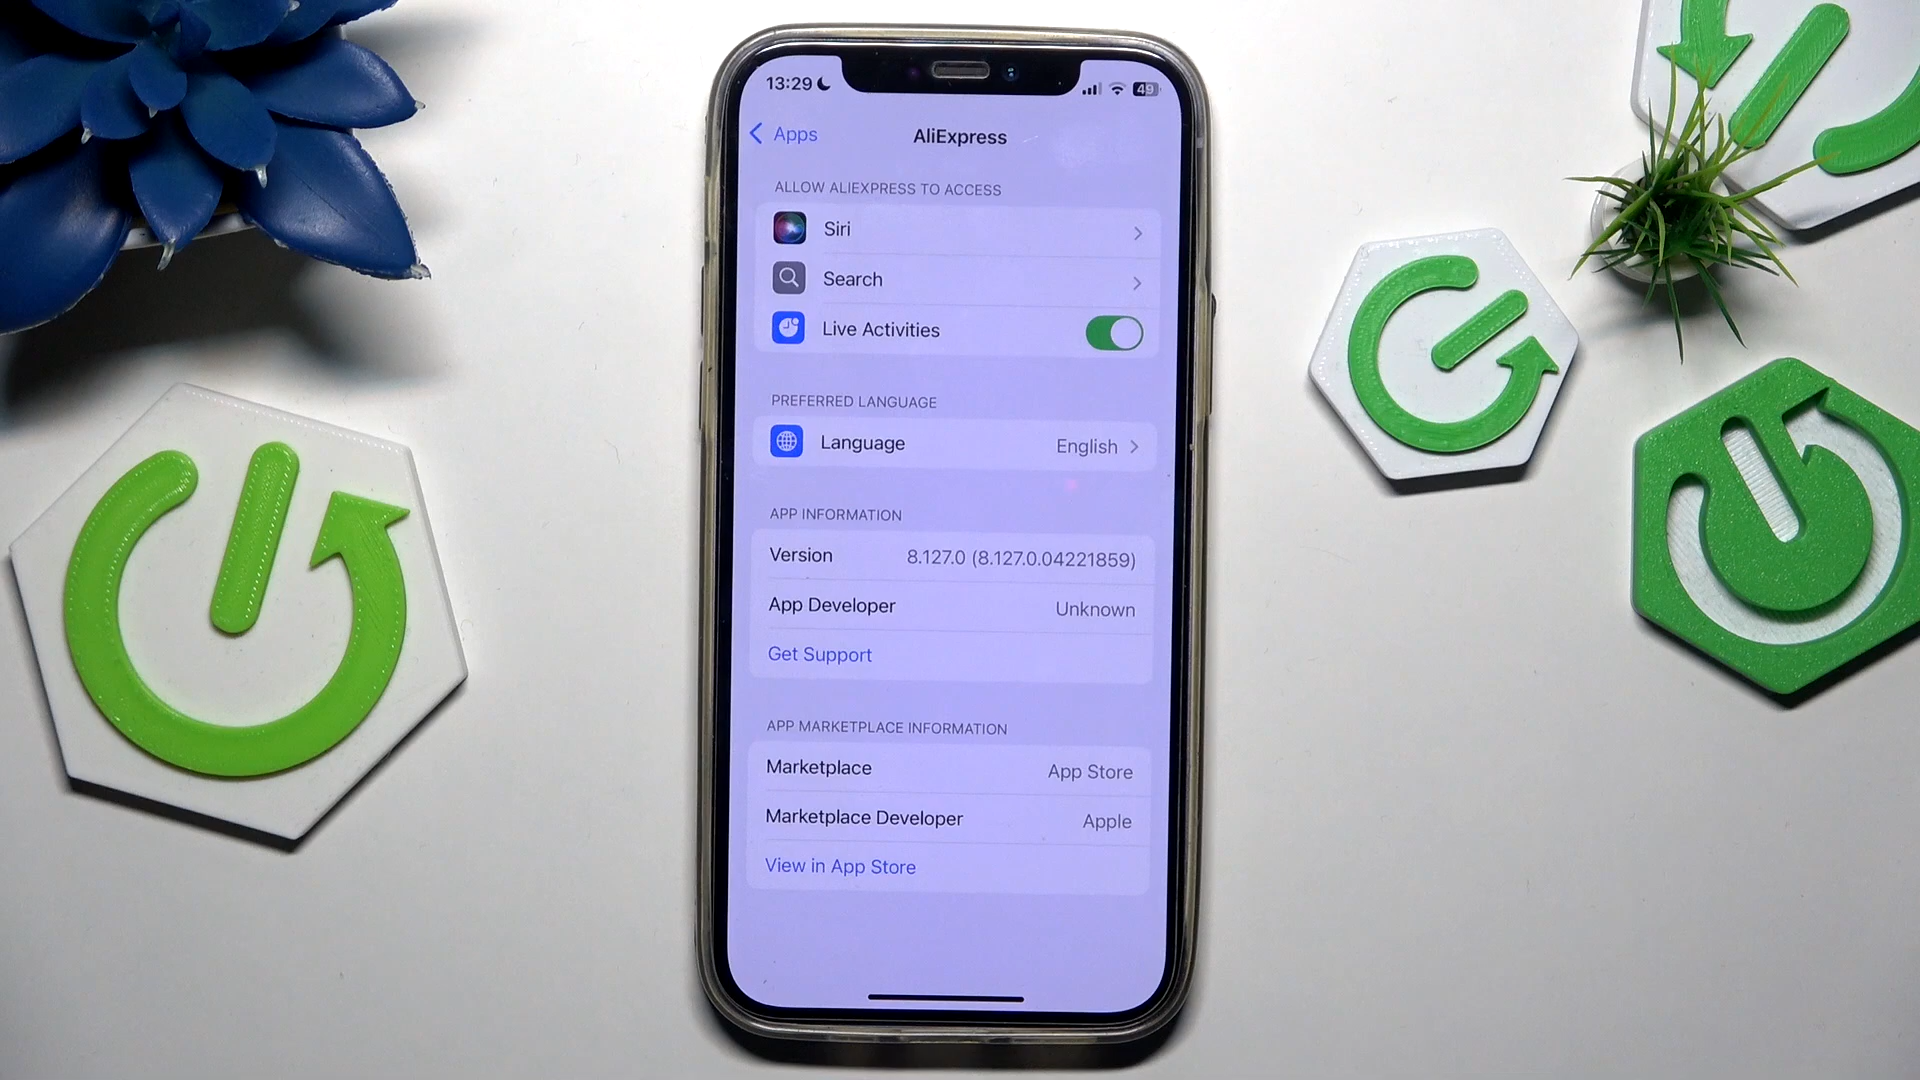 13:29
49
Apps
AliExpress
ALLOW ALIEXPRESS TO ACCESS
Siri
Search
Live Activities
PREFERRED LANGUAGE
Language English
APP INFORMATION
Version 8.127.0 (8.127.0.04221859)
App Developer Unknown
Get Support
APP MARKETPLACE INFORMATION
Marketplace App Store
Marketplace Developer Apple
View in App Store